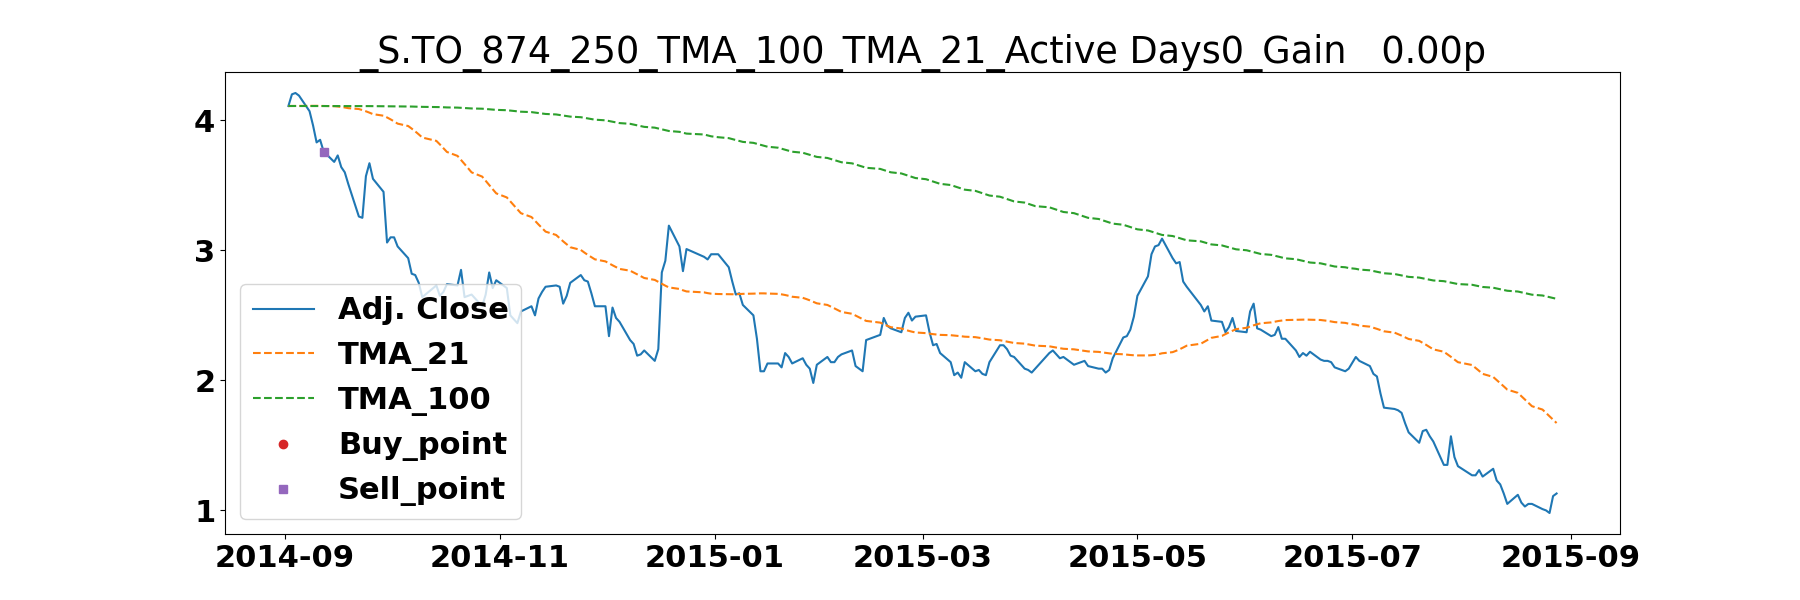 _S.TO_874_250_TMA_100_TMA_21_Active Days0_Gain   0.00p
4
3
2
1
Adj. Close
TMA_21
TMA_100
Buy_point
Sell_point
2014-09 2014-11 2015-01 2015-03 2015-05 2015-07 2015-09